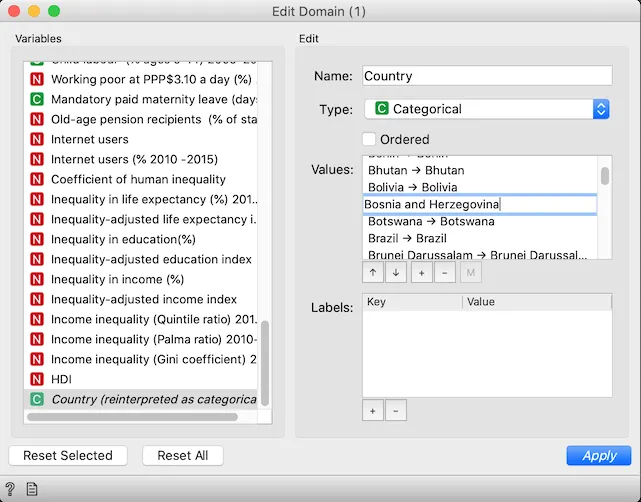 Edit Domain (1)
Variables
Child labour (% ages 5-14) 2005-20
N Working poor at PPP$3.10 a day (%)
C Mandatory paid maternity leave (days
N Old-age pension recipients (% of sta
N Internet users
N Internet users (% 2010 -2015)
N Coefficient of human inequality
N Inequality in life expectancy (%) 201...
N Inequality-adjusted life expectancy i...
N Inequality in education(%)
N Inequality-adjusted education index
N Inequality in income (%)
N Inequality-adjusted income index
N Income inequality (Quintile ratio) 201...
N Income inequality (Palma ratio) 2010-
N Income inequality (Gini coefficient) 2
N HDI
C Country (reinterpreted as categorica
Reset Selected
Reset All
Edit
Name: Country
Type: C Categorical
Ordered
Values:
Benin → Benin
Bhutan → Bhutan
Bolivia → Bolivia
Bosnia and Herzegovina
Botswana → Botswana
Brazil → Brazil
Brunei Darussalam → Brunei Darussal...
↑ ↓ + − M
Labels:
Key Value
+ −
Apply
?